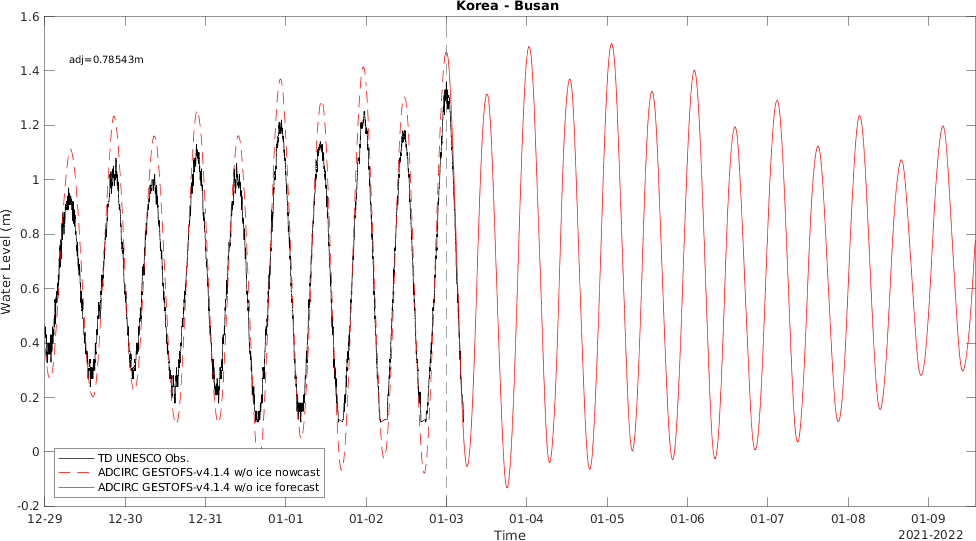 Korea - Busan
1.6
1.4
1.2
1
0.8
0.6
0.4
0.2
0
-0.2
Water Level (m)
adj=0.78543m
TD UNESCO Obs.
ADCIRC GESTOFS-v4.1.4 w/o ice nowcast
ADCIRC GESTOFS-v4.1.4 w/o ice forecast
12-29 12-30 12-31 01-01 01-02 01-03 01-04 01-05 01-06 01-07 01-08 01-09
Time
2021-2022